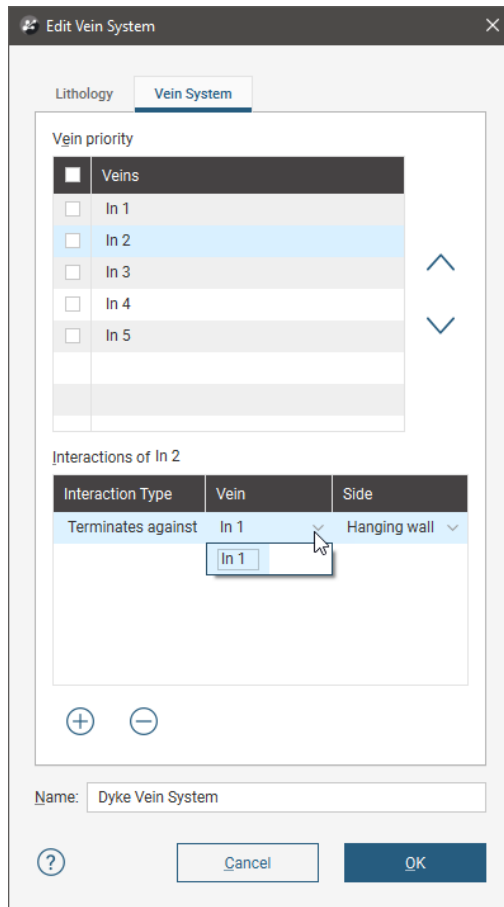 Edit Vein System
Lithology Vein System
Vein priority
Veins
In 1
In 2
In 3
In 4
In 5
Interactions of In 2
Interaction Type Vein Side
Terminates against In 1 Hanging wall
In 1
Name: Dyke Vein System
? Cancel OK